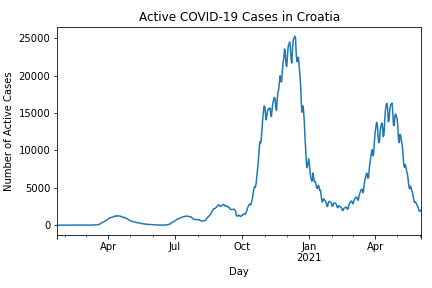 Active COVID-19 Cases in Croatia
Number of Active Cases
25000
20000
15000
10000
5000
0
Apr Jul Oct Jan Apr
2021
Day